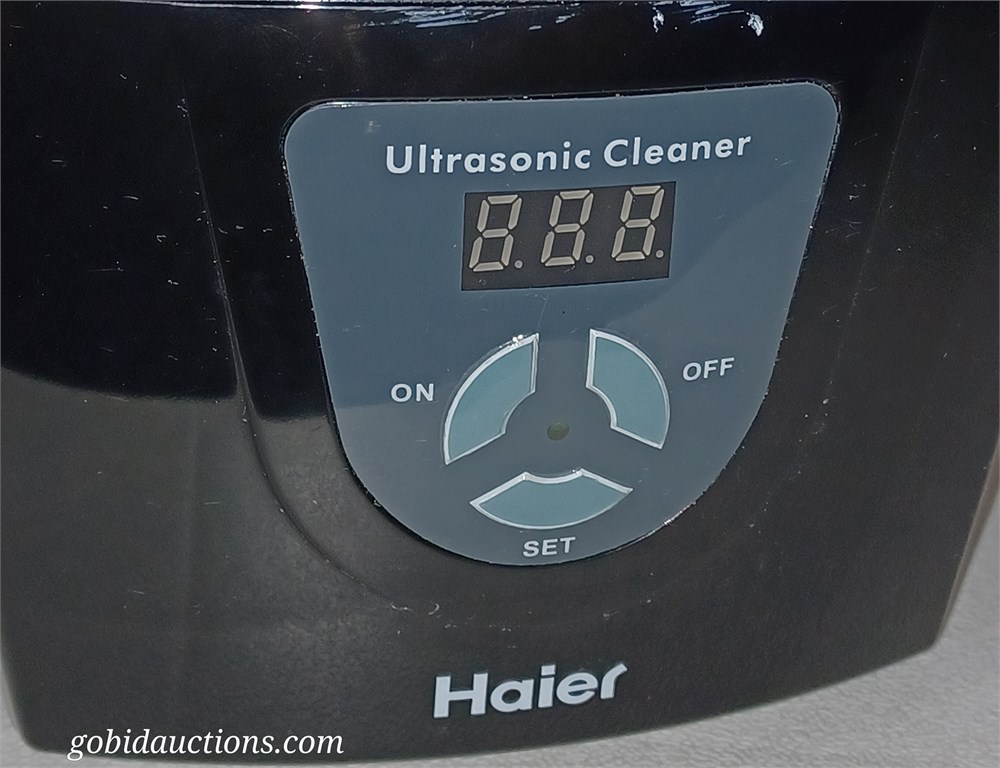 Ultrasonic Cleaner
8.8.8.
ON
OFF
SET
Haier
gobidauctions.com